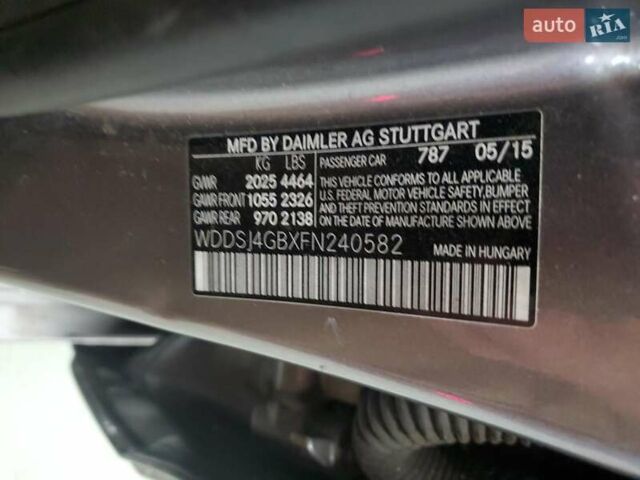 auto RIA
.com
MFD BY DAIMLER AG STUTTGART
KG LBS PASSENGER CAR 787 05/15
GVWR 2025 4464 THIS VEHICLE CONFORMS TO ALL APPLICABLE
GAWR FRONT 1055 2326 U.S. FEDERAL MOTOR VEHICLE SAFETY, BUMPER
GAWR REAR 970 2138 AND THEFT PREVENTION STANDARDS IN EFFECT
ON THE DATE OF MANUFACTURE SHOWN ABOVE.
WDDSJ4GBXFN240582 MADE IN HUNGARY